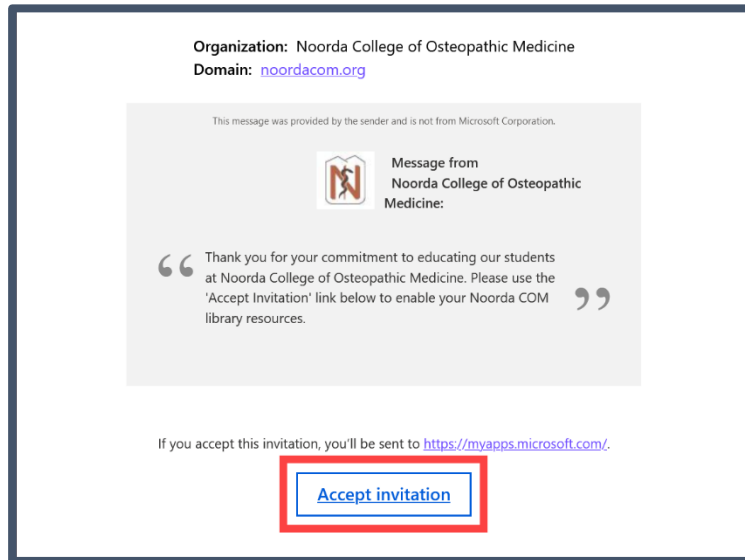 Organization: Noorda College of Osteopathic Medicine
Domain: noordacom.org
This message was provided by the sender and is not from Microsoft Corporation.
Message from
Noorda College of Osteopathic
Medicine:
“ Thank you for your commitment to educating our students
at Noorda College of Osteopathic Medicine. Please use the
'Accept Invitation' link below to enable your Noorda COM
library resources. ”
If you accept this invitation, you'll be sent to https://myapps.microsoft.com/.
Accept invitation